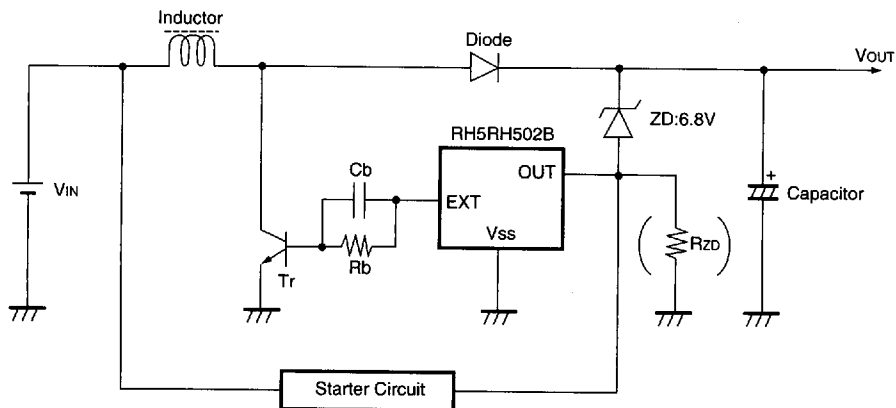 Inductor
Diode
VOUT
ZD:6.8V
RH5RH502B
OUT
EXT
Vss
Cb
Rb
Tr
VIN
+
Capacitor
RZD
Starter Circuit